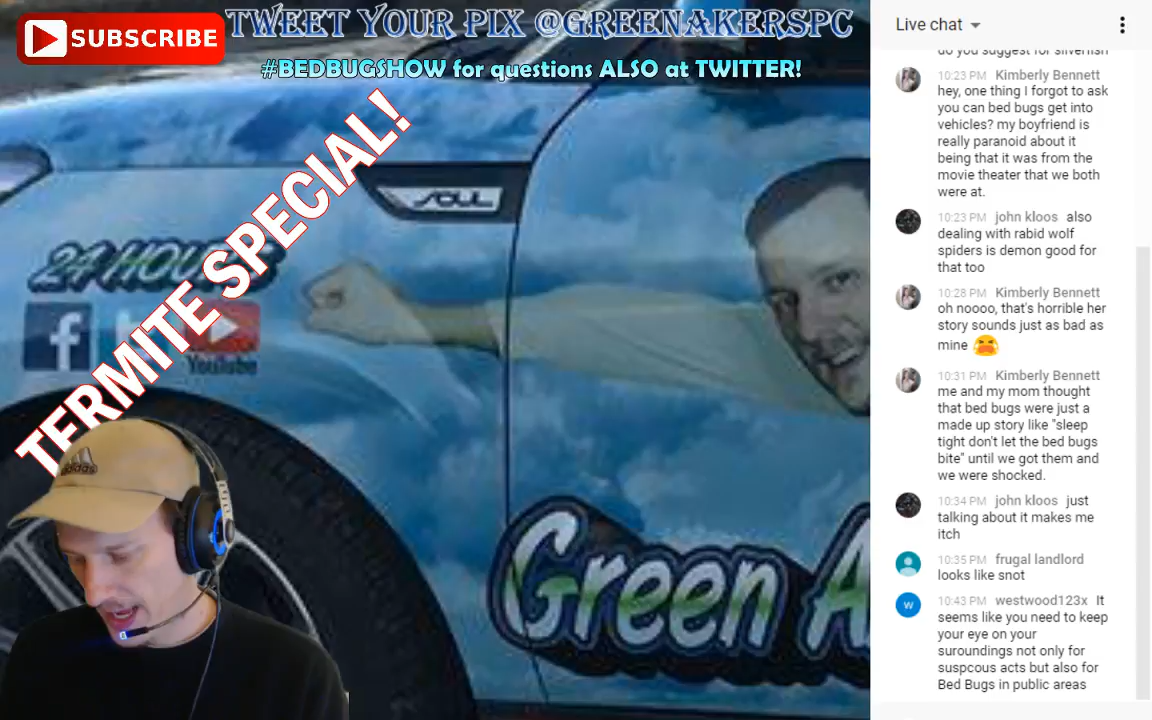 SUBSCRIBE
TWEET YOUR PIX @GREENAKERSPC
#BEDBUGSHOW for questions ALSO at TWITTER!
TERMITE SPECIAL!
SOUL
24 HOURS
f
Youtube
adidas
Green A
Live chat
do you suggest for silverfish
10:23 PM Kimberly Bennett
hey, one thing I forgot to ask
you can bed bugs get into
vehicles? my boyfriend is
really paranoid about it
being that it was from the
movie theater that we both
were at.
10:23 PM john kloos also
dealing with rabid wolf
spiders is demon good for
that too
10:28 PM Kimberly Bennett
oh noooo, that's horrible her
story sounds just as bad as
mine
10:31 PM Kimberly Bennett
me and my mom thought
that bed bugs were just a
made up story like "sleep
tight don't let the bed bugs
bite" until we got them and
we were shocked.
10:34 PM john kloos just
talking about it makes me
itch
10:35 PM frugal landlord
looks like snot
W
10:43 PM westwood123x It
seems like you need to keep
your eye on your
suroundings not only for
suspcous acts but also for
Bed Bugs in public areas